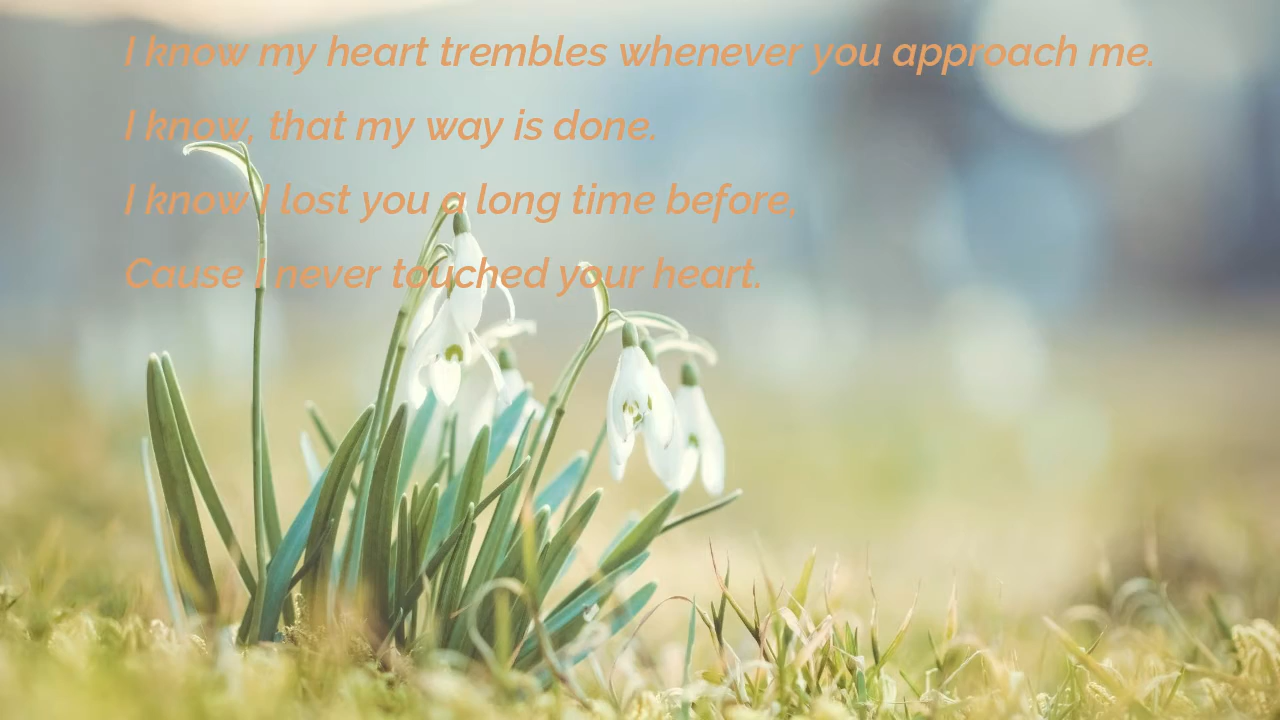 I know my heart trembles whenever you approach me.
I know, that my way is done.
I know I lost you a long time before,
Cause I never touched your heart.